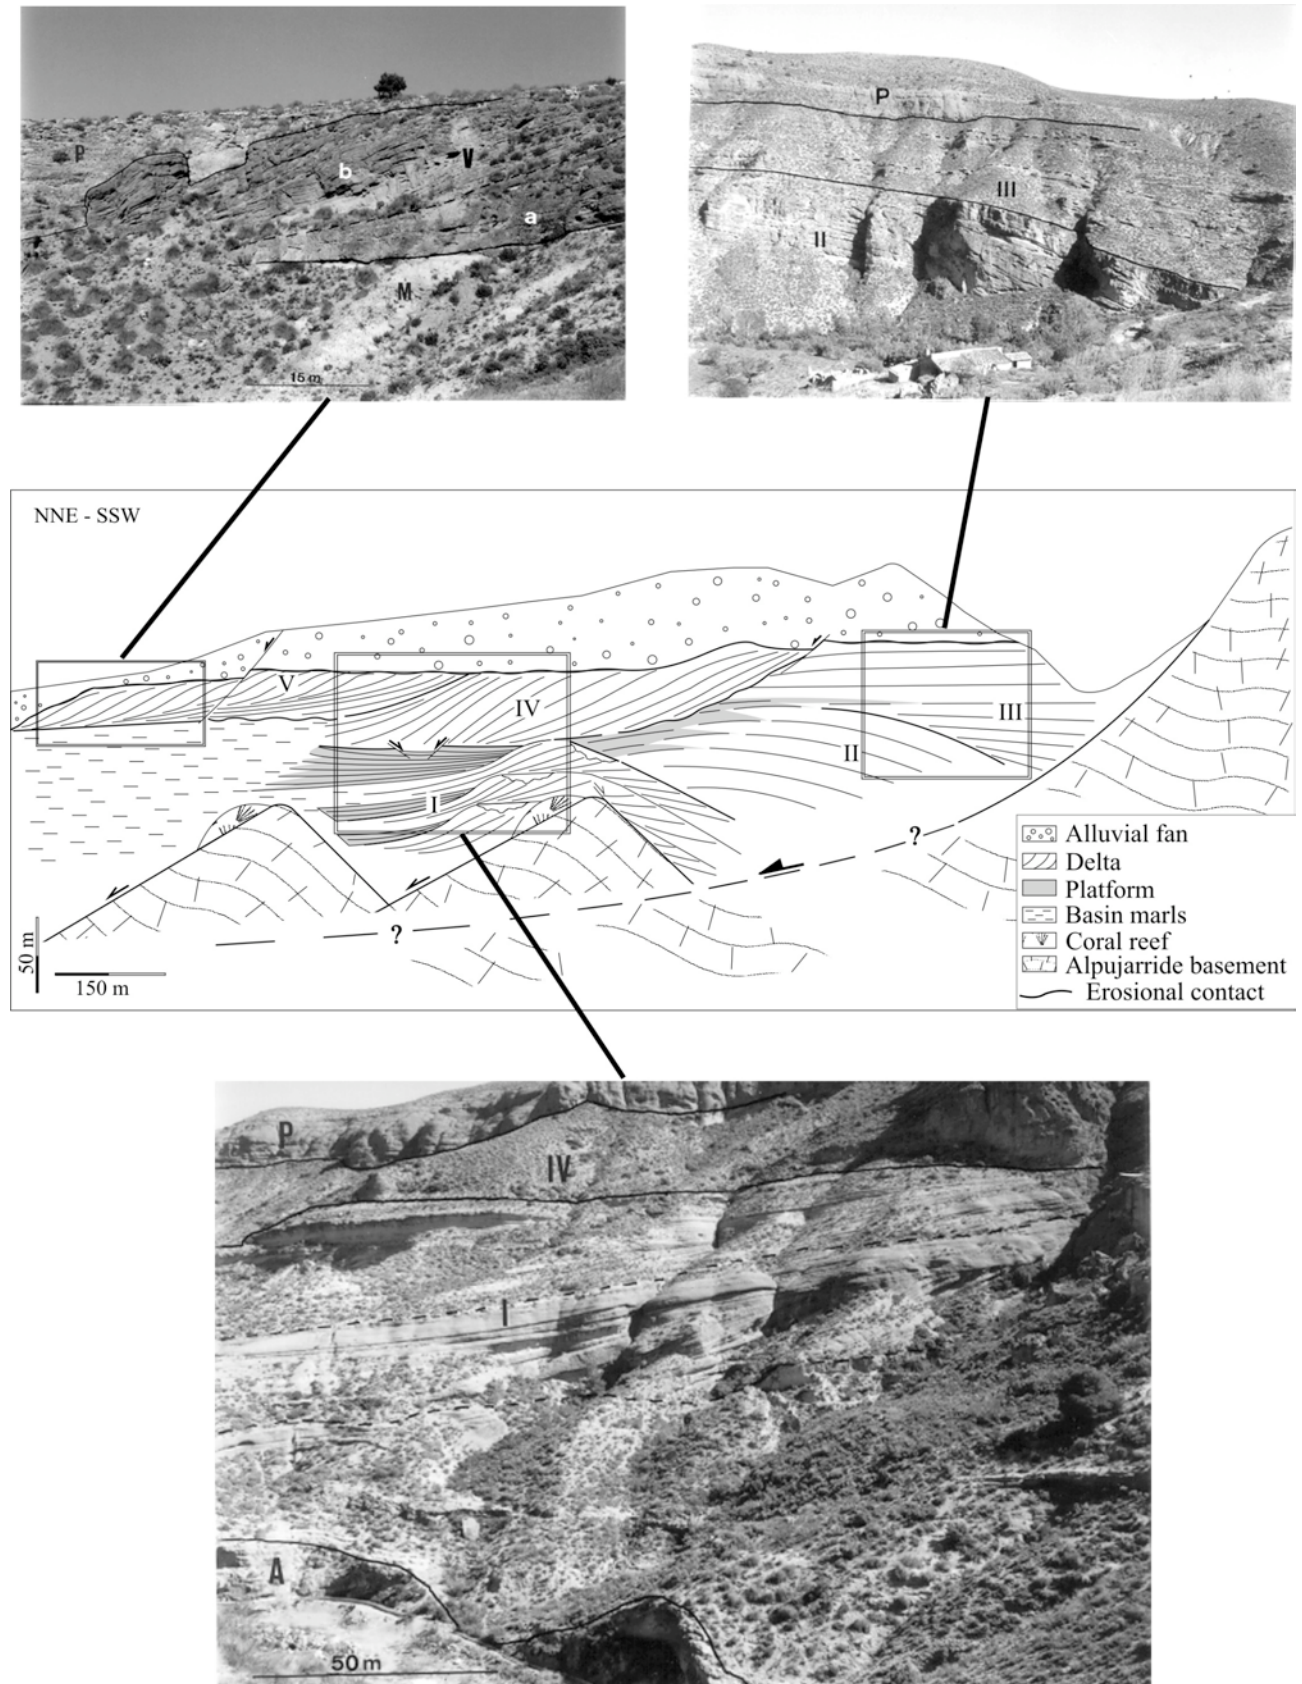 P
b
V
a
M
15 m
P
III
II
NNE - SSW
V
IV
III
II
I
?
?
50 m
150 m
Alluvial fan
Delta
Platform
Basin marls
Coral reef
Alpujarride basement
Erosional contact
P
IV
I
A
50 m